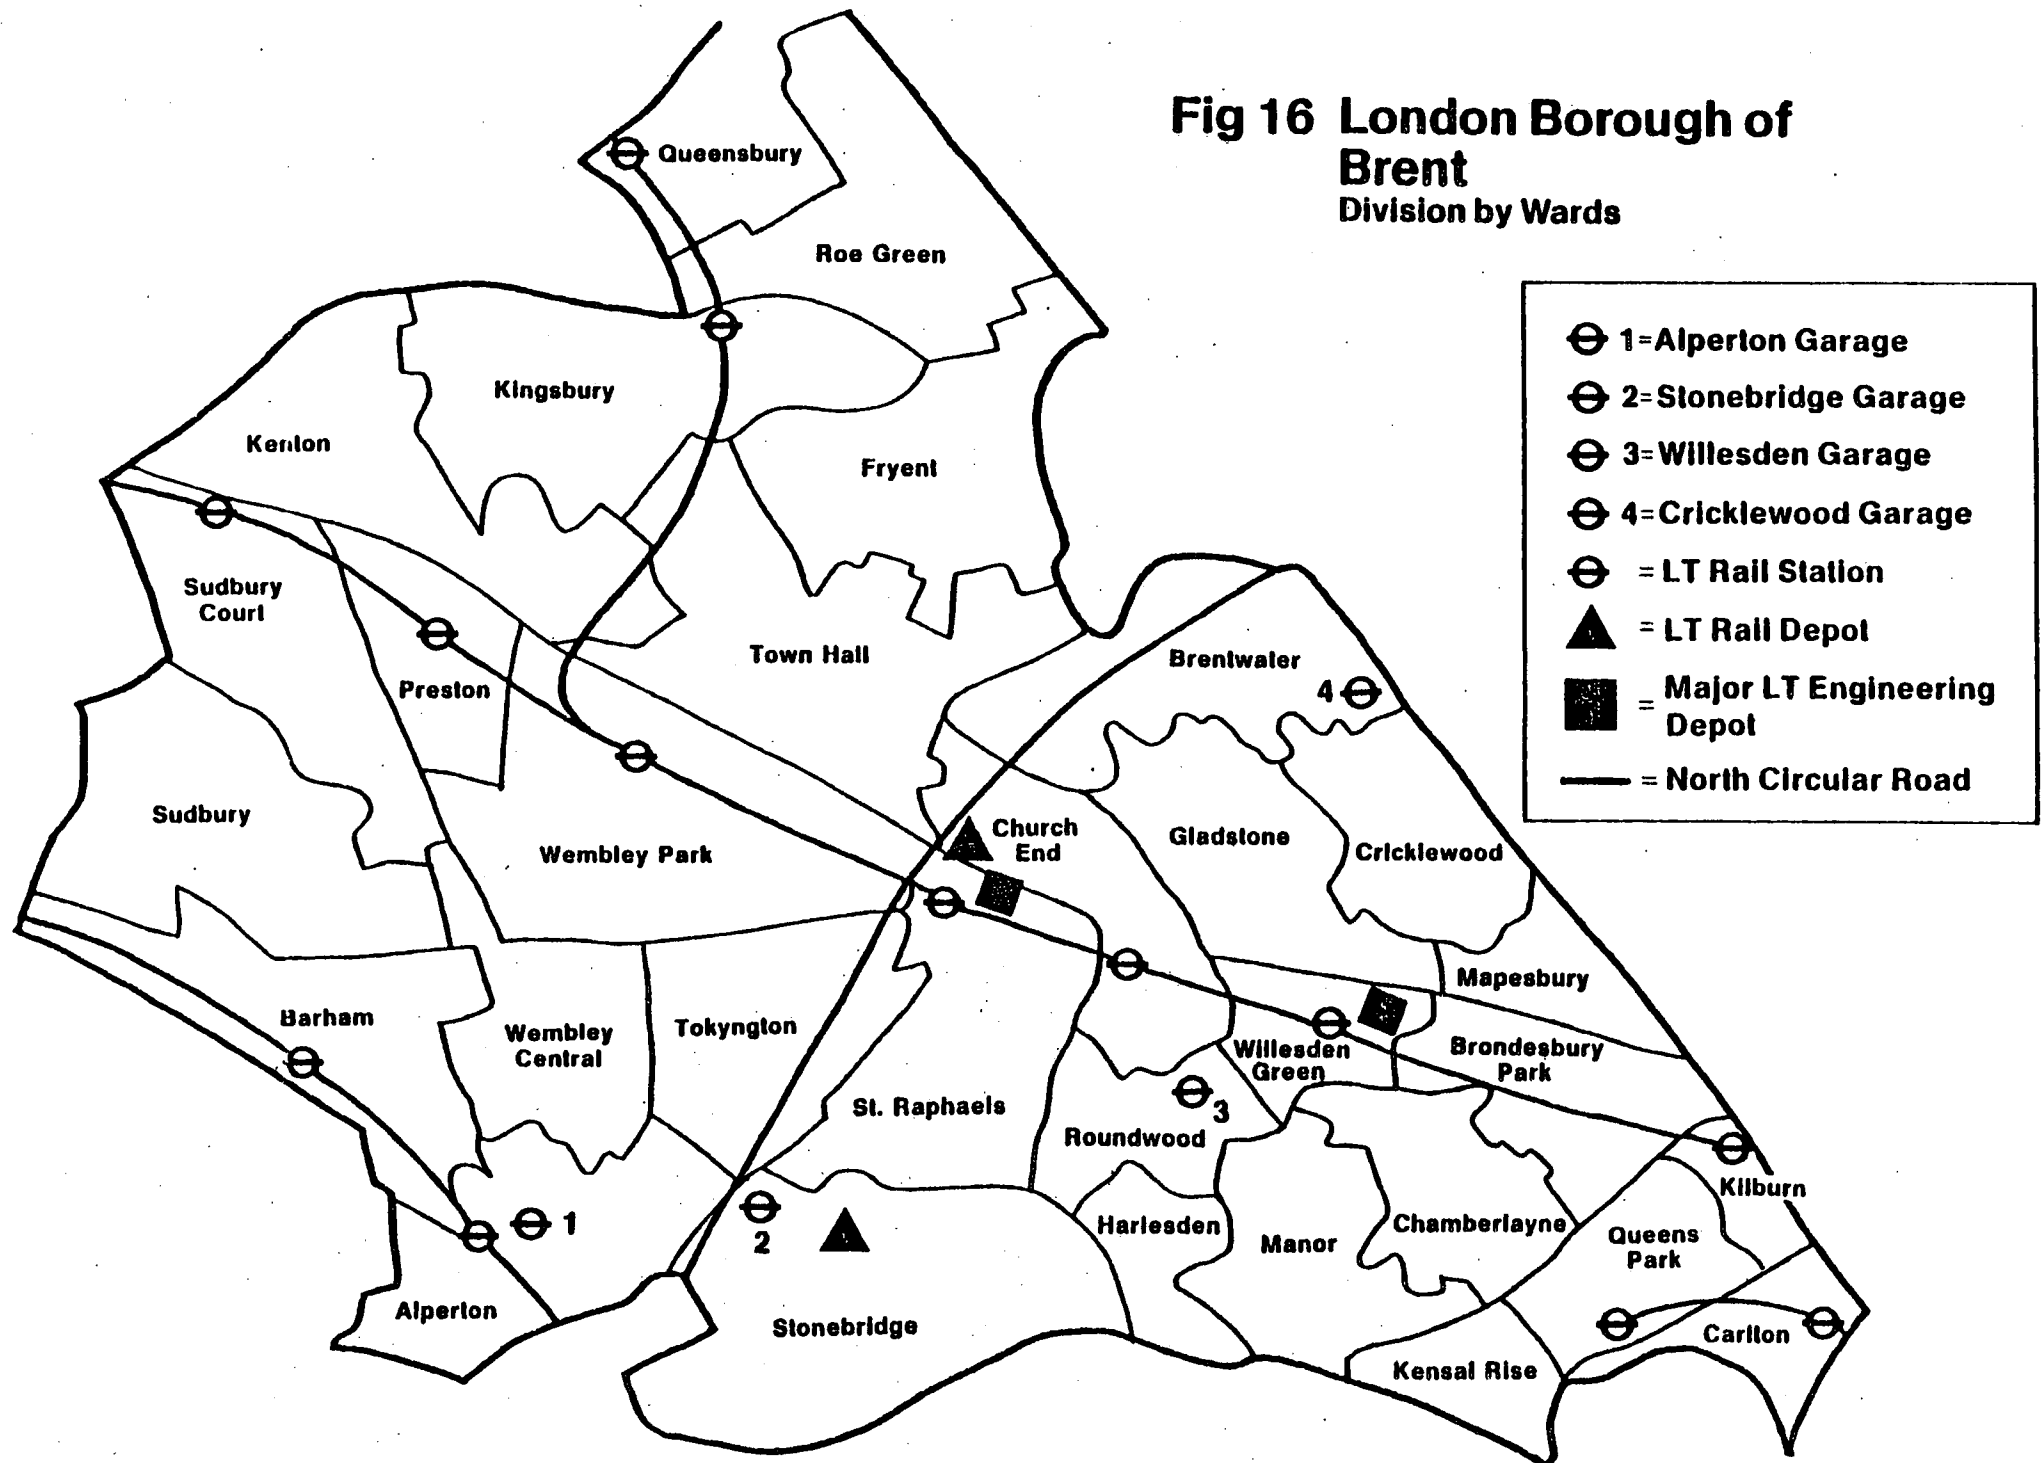 Fig 16 London Borough of
Brent
Division by Wards
1=Alperton Garage
2=Stonebridge Garage
3=Willesden Garage
4=Cricklewood Garage
=LT Rail Station
= LT Rail Depot
= Major LT Engineering
Depot
= North Circular Road
Queensbury
Roe Green
Kingsbury
Kenton
Fryent
Sudbury
Court
Town Hall
Brentwater
4
Preston
Sudbury
Wembley Park
Church
End
Gladstone
Cricklewood
Mapesbury
Barham
Wembley
Central
Tokyngton
Willesden
Green
Brondesbury
Park
St. Raphaels
3
Roundwood
Kilburn
1
2
Harlesden
Manor
Chamberlayne
Queens
Park
Alperton
Stonebridge
Carlton
Kensal Rise